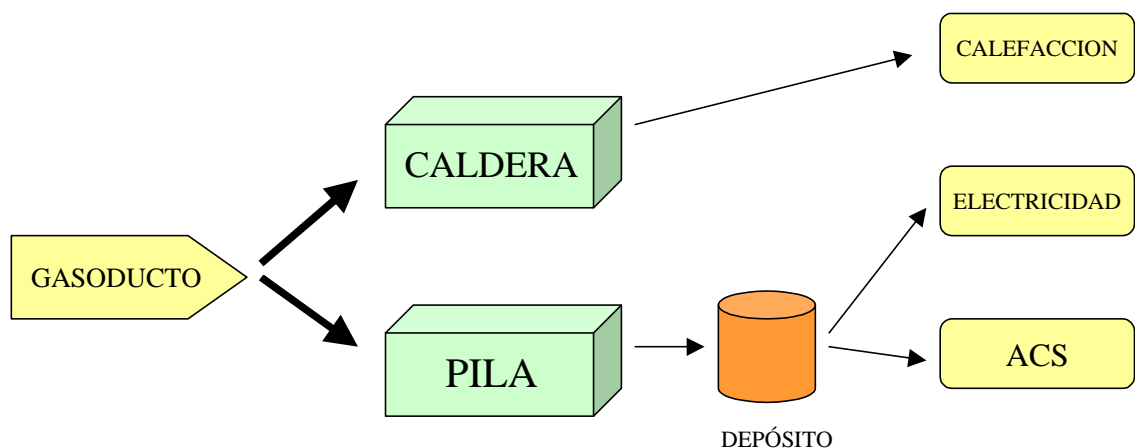 CALEFACCION
CALDERA
ELECTRICIDAD
GASODUCTO
PILA
ACS
DEPÓSITO